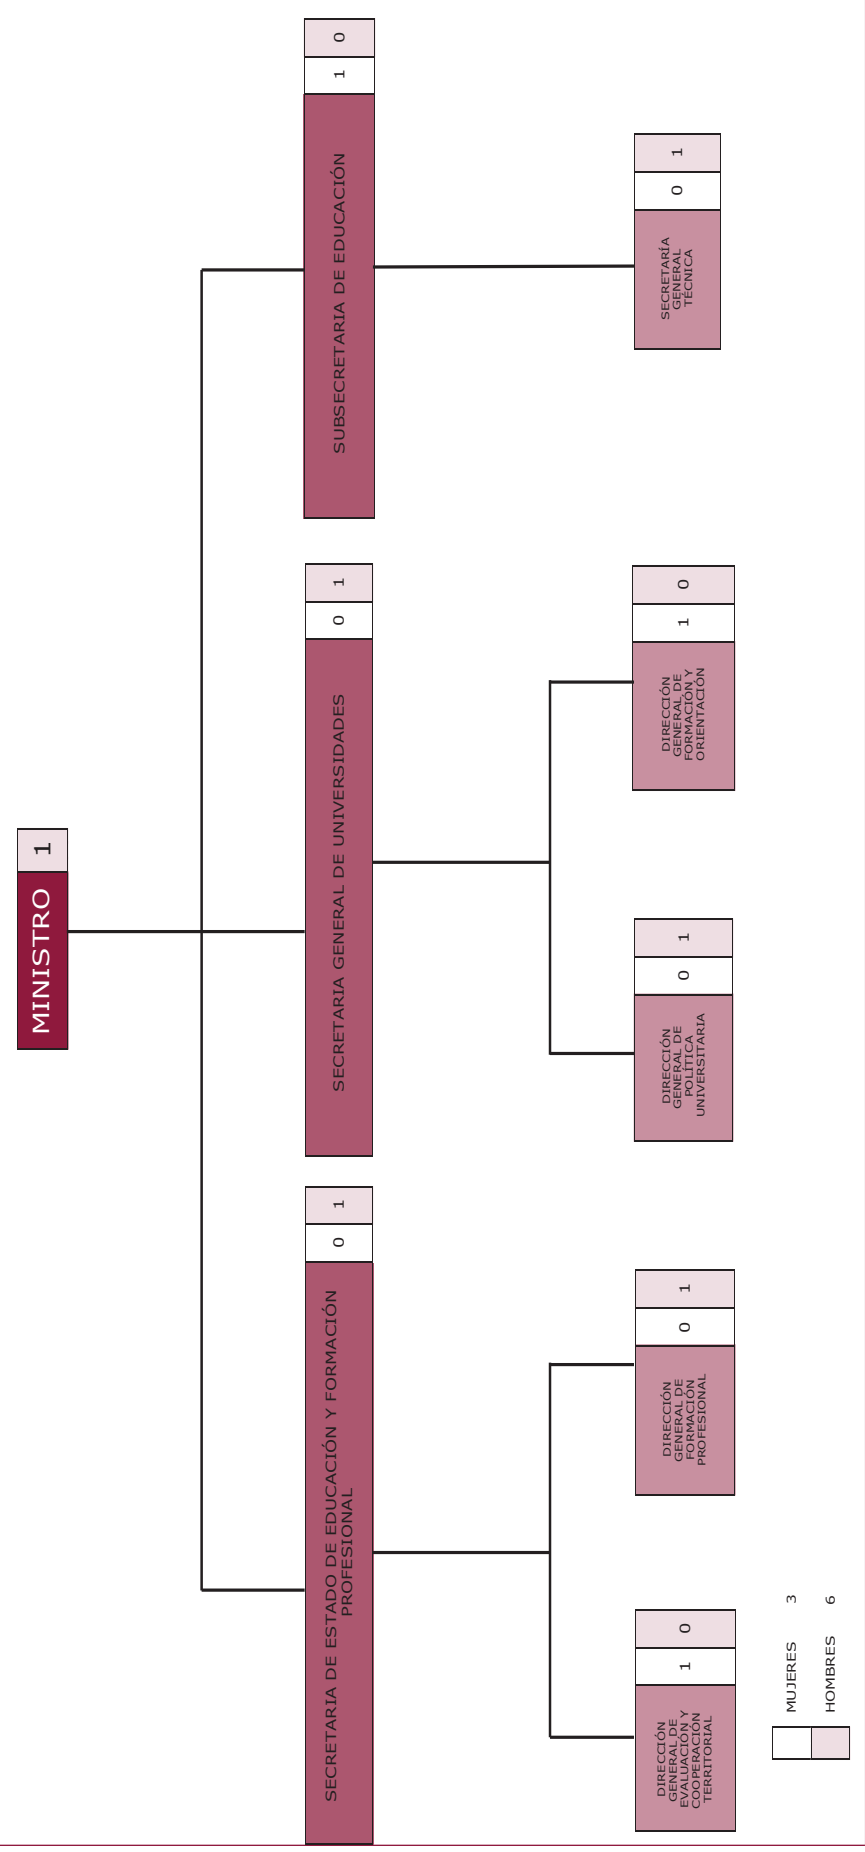 MINISTRO
1
SECRETARIA DE ESTADO DE EDUCACIÓN Y FORMACIÓN
PROFESIONAL
0
1
SECRETARIA GENERAL DE UNIVERSIDADES
0
1
SUBSECRETARIA DE EDUCACIÓN
1
0
DIRECCIÓN
GENERAL DE
EVALUACIÓN Y
COOPERACIÓN
TERRITORIAL
1
0
DIRECCIÓN
GENERAL DE
FORMACIÓN
PROFESIONAL
0
1
DIRECCIÓN
GENERAL DE
POLÍTICA
UNIVERSITARIA
0
1
DIRECCIÓN
GENERAL DE
FORMACIÓN Y
ORIENTACIÓN
1
0
SECRETARÍA
GENERAL
TÉCNICA
0
1
MUJERES 3
HOMBRES 6